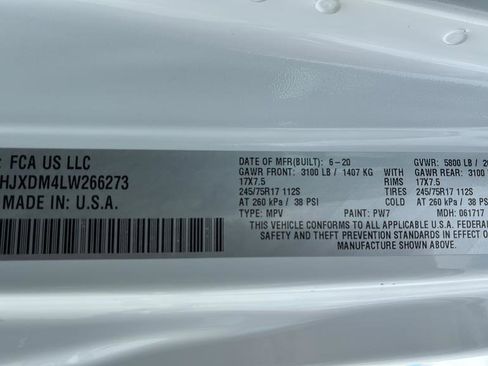 : FCA US LLC
HJXDM4LW266273
MADE IN: U.S.A.
DATE OF MFR(BUILT): 6-20 GVWR: 5800 LB / 26
GAWR FRONT: 3100 LB / 1407 KG WITH GAWR REAR: 3100
17X7.5 RIMS 17X7.5
245/75R17 112S TIRES 245/75R17 112S
AT 260 kPA / 38 PSI COLD AT 260 kPA / 38 PSI
TYPE: MPV PAINT: PW7 MDH: 061717
THIS VEHICLE CONFORMS TO ALL APPLICABLE U.S.A. FEDERAL
SAFETY AND THEFT PREVENTION STANDARDS IN EFFECT O
MANUFACTURE SHOWN ABOVE.